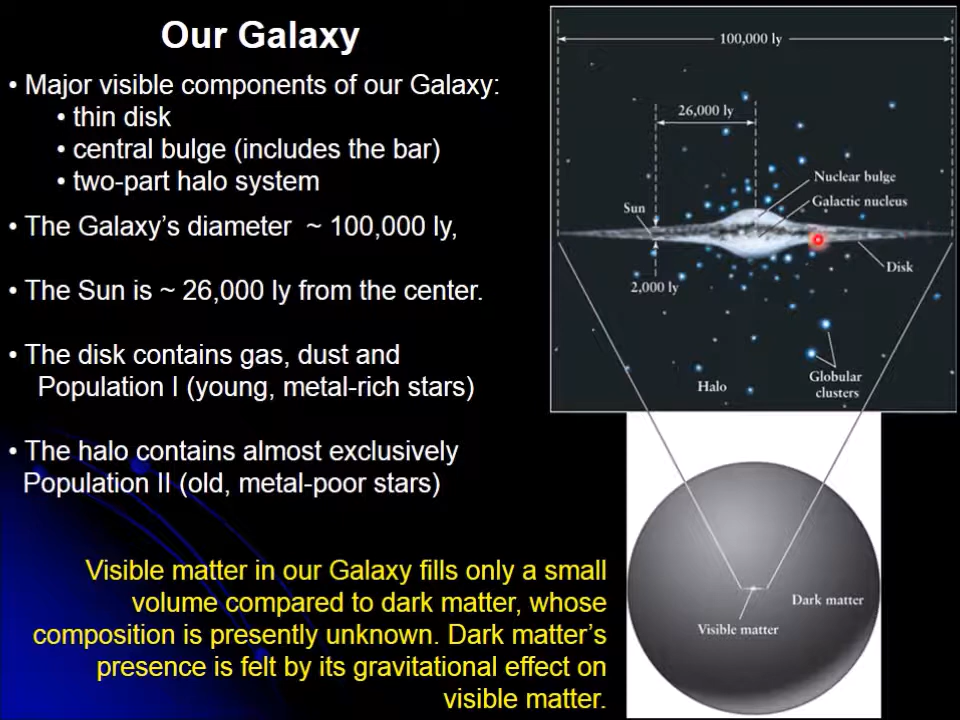 Our Galaxy
• Major visible components of our Galaxy:
• thin disk
• central bulge (includes the bar)
• two-part halo system
• The Galaxy's diameter ~ 100,000 ly,
• The Sun is ~ 26,000 ly from the center.
• The disk contains gas, dust and
Population I (young, metal-rich stars)
• The halo contains almost exclusively
Population II (old, metal-poor stars)
Visible matter in our Galaxy fills only a small
volume compared to dark matter, whose
composition is presently unknown. Dark matter's
presence is felt by its gravitational effect on
visible matter.
100,000 ly
26,000 ly
Nuclear bulge
Galactic nucleus
Sun
Disk
2,000 ly
Globular
clusters
Halo
Dark matter
Visible matter